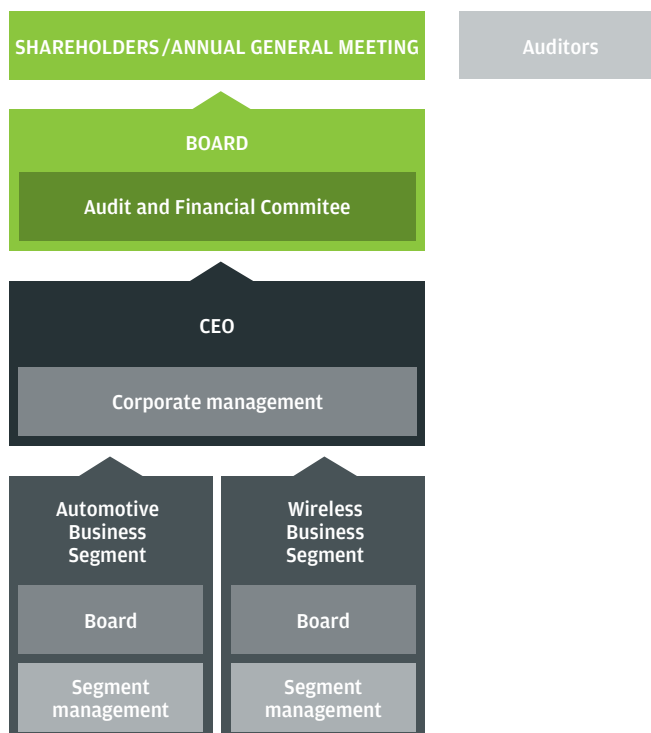 SHAREHOLDERS/ANNUAL GENERAL MEETING
Auditors
BOARD
Audit and Financial Commitee
CEO
Corporate management
Automotive
Business
Segment
Board
Segment
management
Wireless
Business
Segment
Board
Segment
management